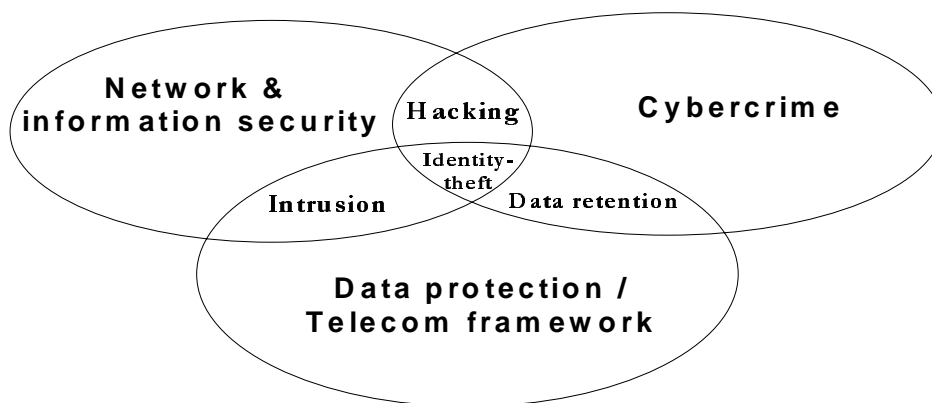 Network &
information security
Hacking
Cybercrime
Identity-
theft
Intrusion
Data retention
Data protection /
Telecom framework